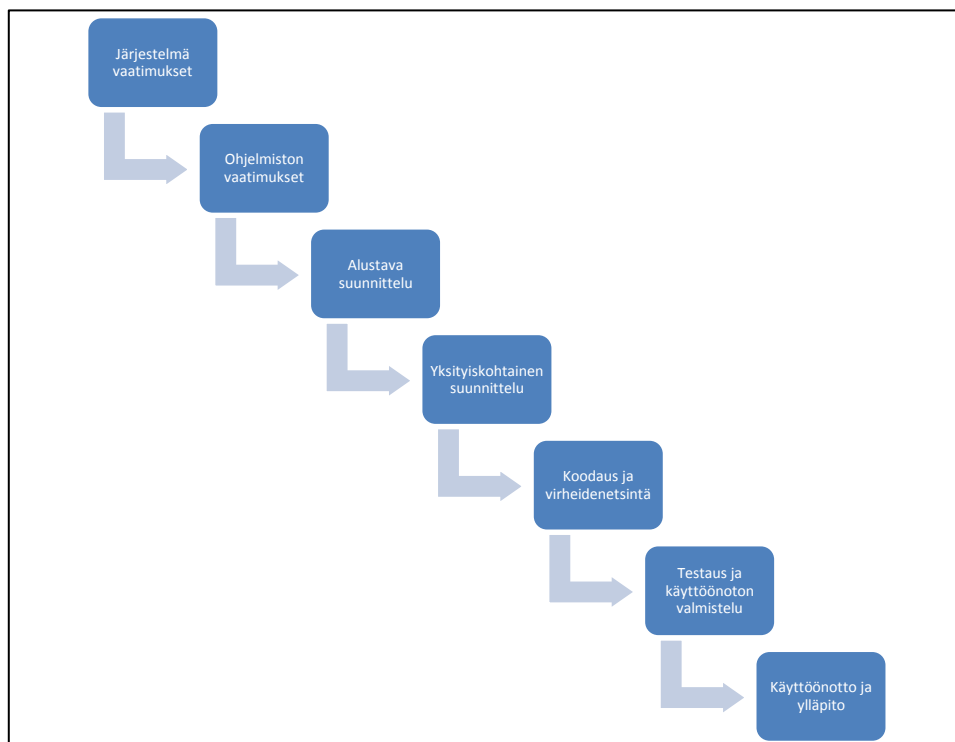 Järjestelmä
vaatimukset
Ohjelmiston
vaatimukset
Alustava
suunnittelu
Yksityiskohtainen
suunnittelu
Koodaus ja
virheidenetsintä
Testaus ja
käyttöönoton
valmistelu
Käyttöönotto ja
ylläpito